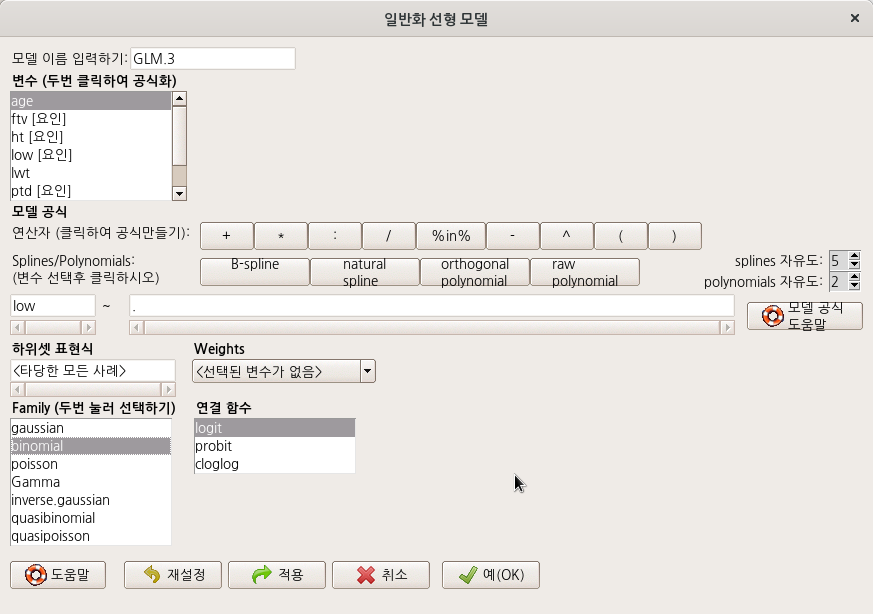 일반화 선형 모델
모델 이름 입력하기: GLM.3
변수 (두번 클릭하여 공식화)
age
ftv [요인]
ht [요인]
low [요인]
lwt
ptd [요인]
모델 공식
연산자 (클릭하여 공식만들기): + * : / %in% - ^ ( )
Splines/Polynomials:
(변수 선택후 클릭하시오)
B-spline
natural
spline
orthogonal
polynomial
raw
polynomial
splines 자유도: 5
polynomials 자유도: 2
low ~ .
모델 공식
도움말
하위셋 표현식
<타당한 모든 사례>
Weights
<선택된 변수가 없음>
Family (두번 눌러 선택하기)
gaussian
binomial
poisson
Gamma
inverse.gaussian
quasibinomial
quasipoisson
연결 함수
logit
probit
cloglog
도움말 재설정 적용 취소 예(OK)